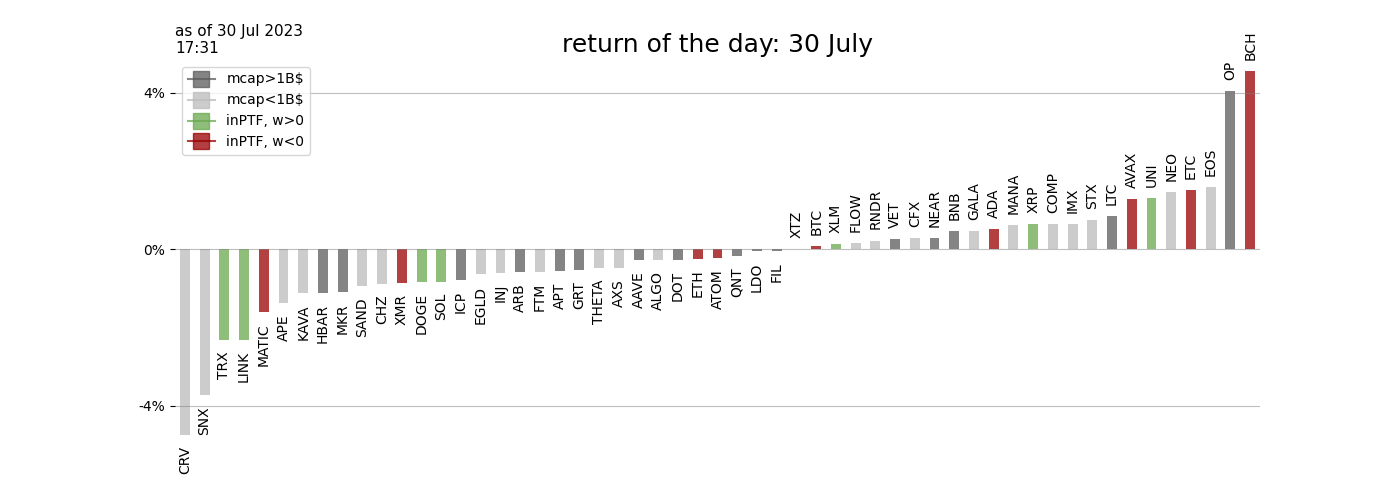 as of 30 Jul 2023
17:31
return of the day: 30 July
mcap>1B$
mcap<1B$
inPTF, w>0
inPTF, w<0
4%
0%
-4%
CRV
SNX
TRX
LINK
MATIC
APE
KAVA
HBAR
MKR
SAND
CHZ
XMR
DOGE
SOL
ICP
EGLD
INJ
ARB
FTM
APT
GRT
THETA
AXS
AAVE
ALGO
DOT
ETH
ATOM
QNT
LDO
FIL
XTZ
BTC
XLM
FLOW
RNDR
VET
CFX
NEAR
BNB
GALA
ADA
MANA
XRP
COMP
IMX
STX
LTC
AVAX
UNI
NEO
ETC
EOS
OP
BCH